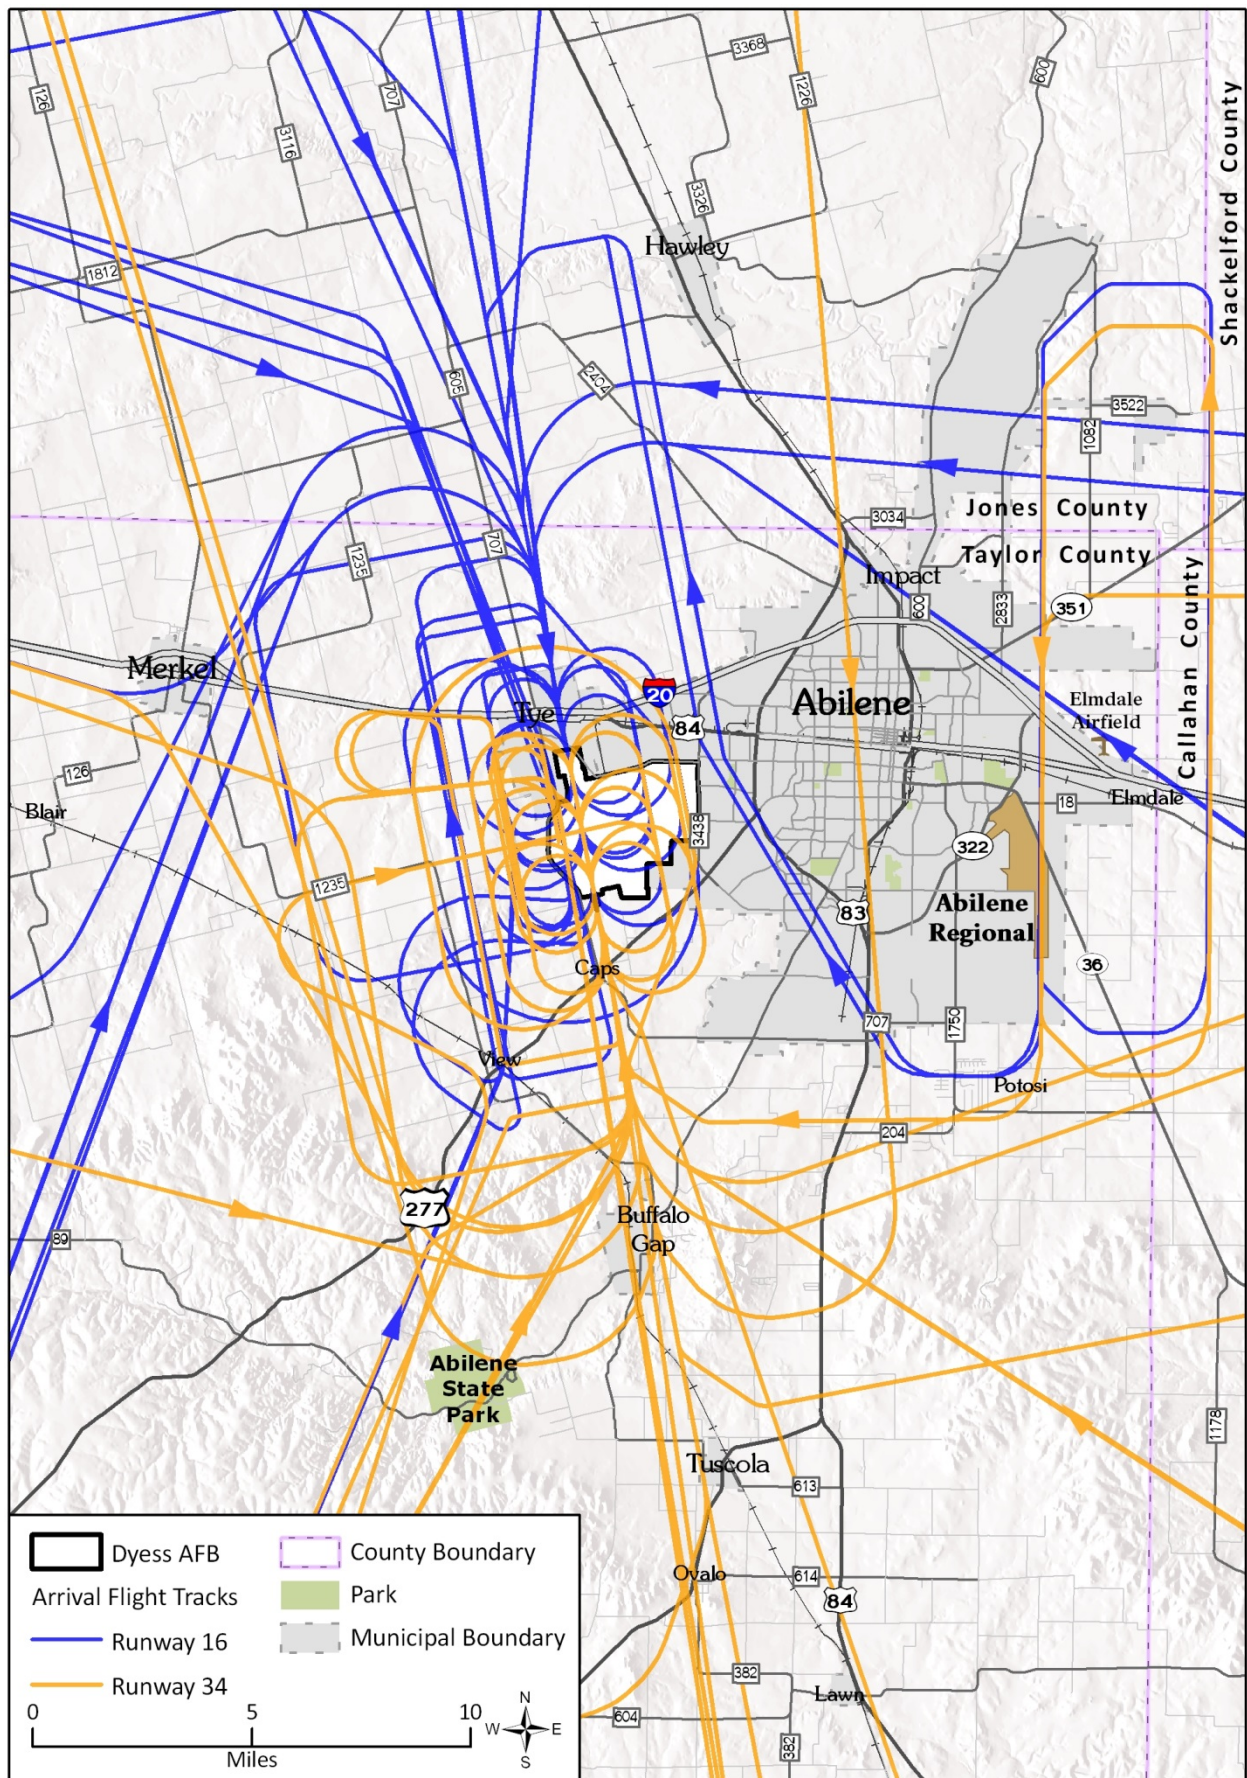 3368
600
126
707
1226
Shackelford County
3116
3326
Hawley
1812
605
2404
3522
1082
Jones County
3034
707
1235
Taylor County
Impact
600
2833
351
Callahan County
Merkel
20
Tye
84
Abilene
Elmdale
Airfield
126
Blair
18
Elmdale
3438
322
1235
83
Abilene
Regional
Caps
36
707
1750
View
Potosi
204
277
Buffalo
Gap
89
Abilene
State
Park
1178
Tuscola
613
Ovalo
614
84
382
Lawn
604
382
Dyess AFB
County Boundary
Arrival Flight Tracks
Park
Runway 16
Municipal Boundary
Runway 34
0 5 10
Miles
N
W E
S